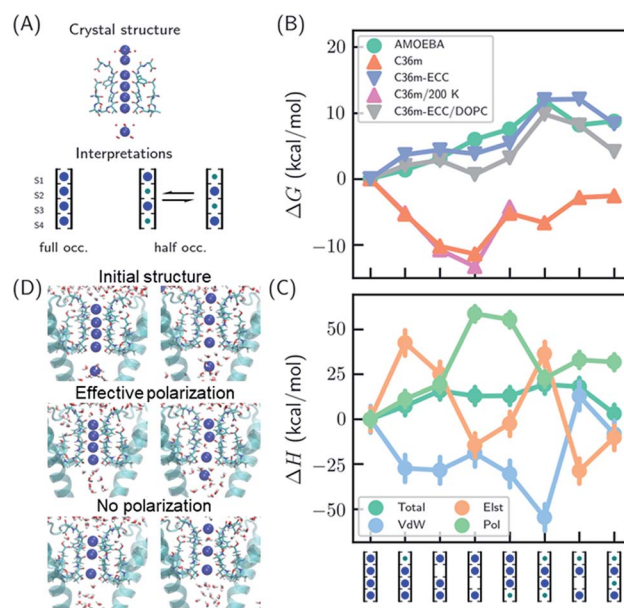 (A)
Crystal structure
Interpretations
S1
S2
S3
S4
full occ.
half occ.
(B)
AMOEBA
C36m
C36m-ECC
C36m/200 K
C36m-ECC/DOPC
20
10
0
−10
ΔG (kcal/mol)
(D)
Initial structure
Effective polarization
No polarization
(C)
50
25
0
−25
−50
ΔH (kcal/mol)
Total
VdW
Elst
Pol